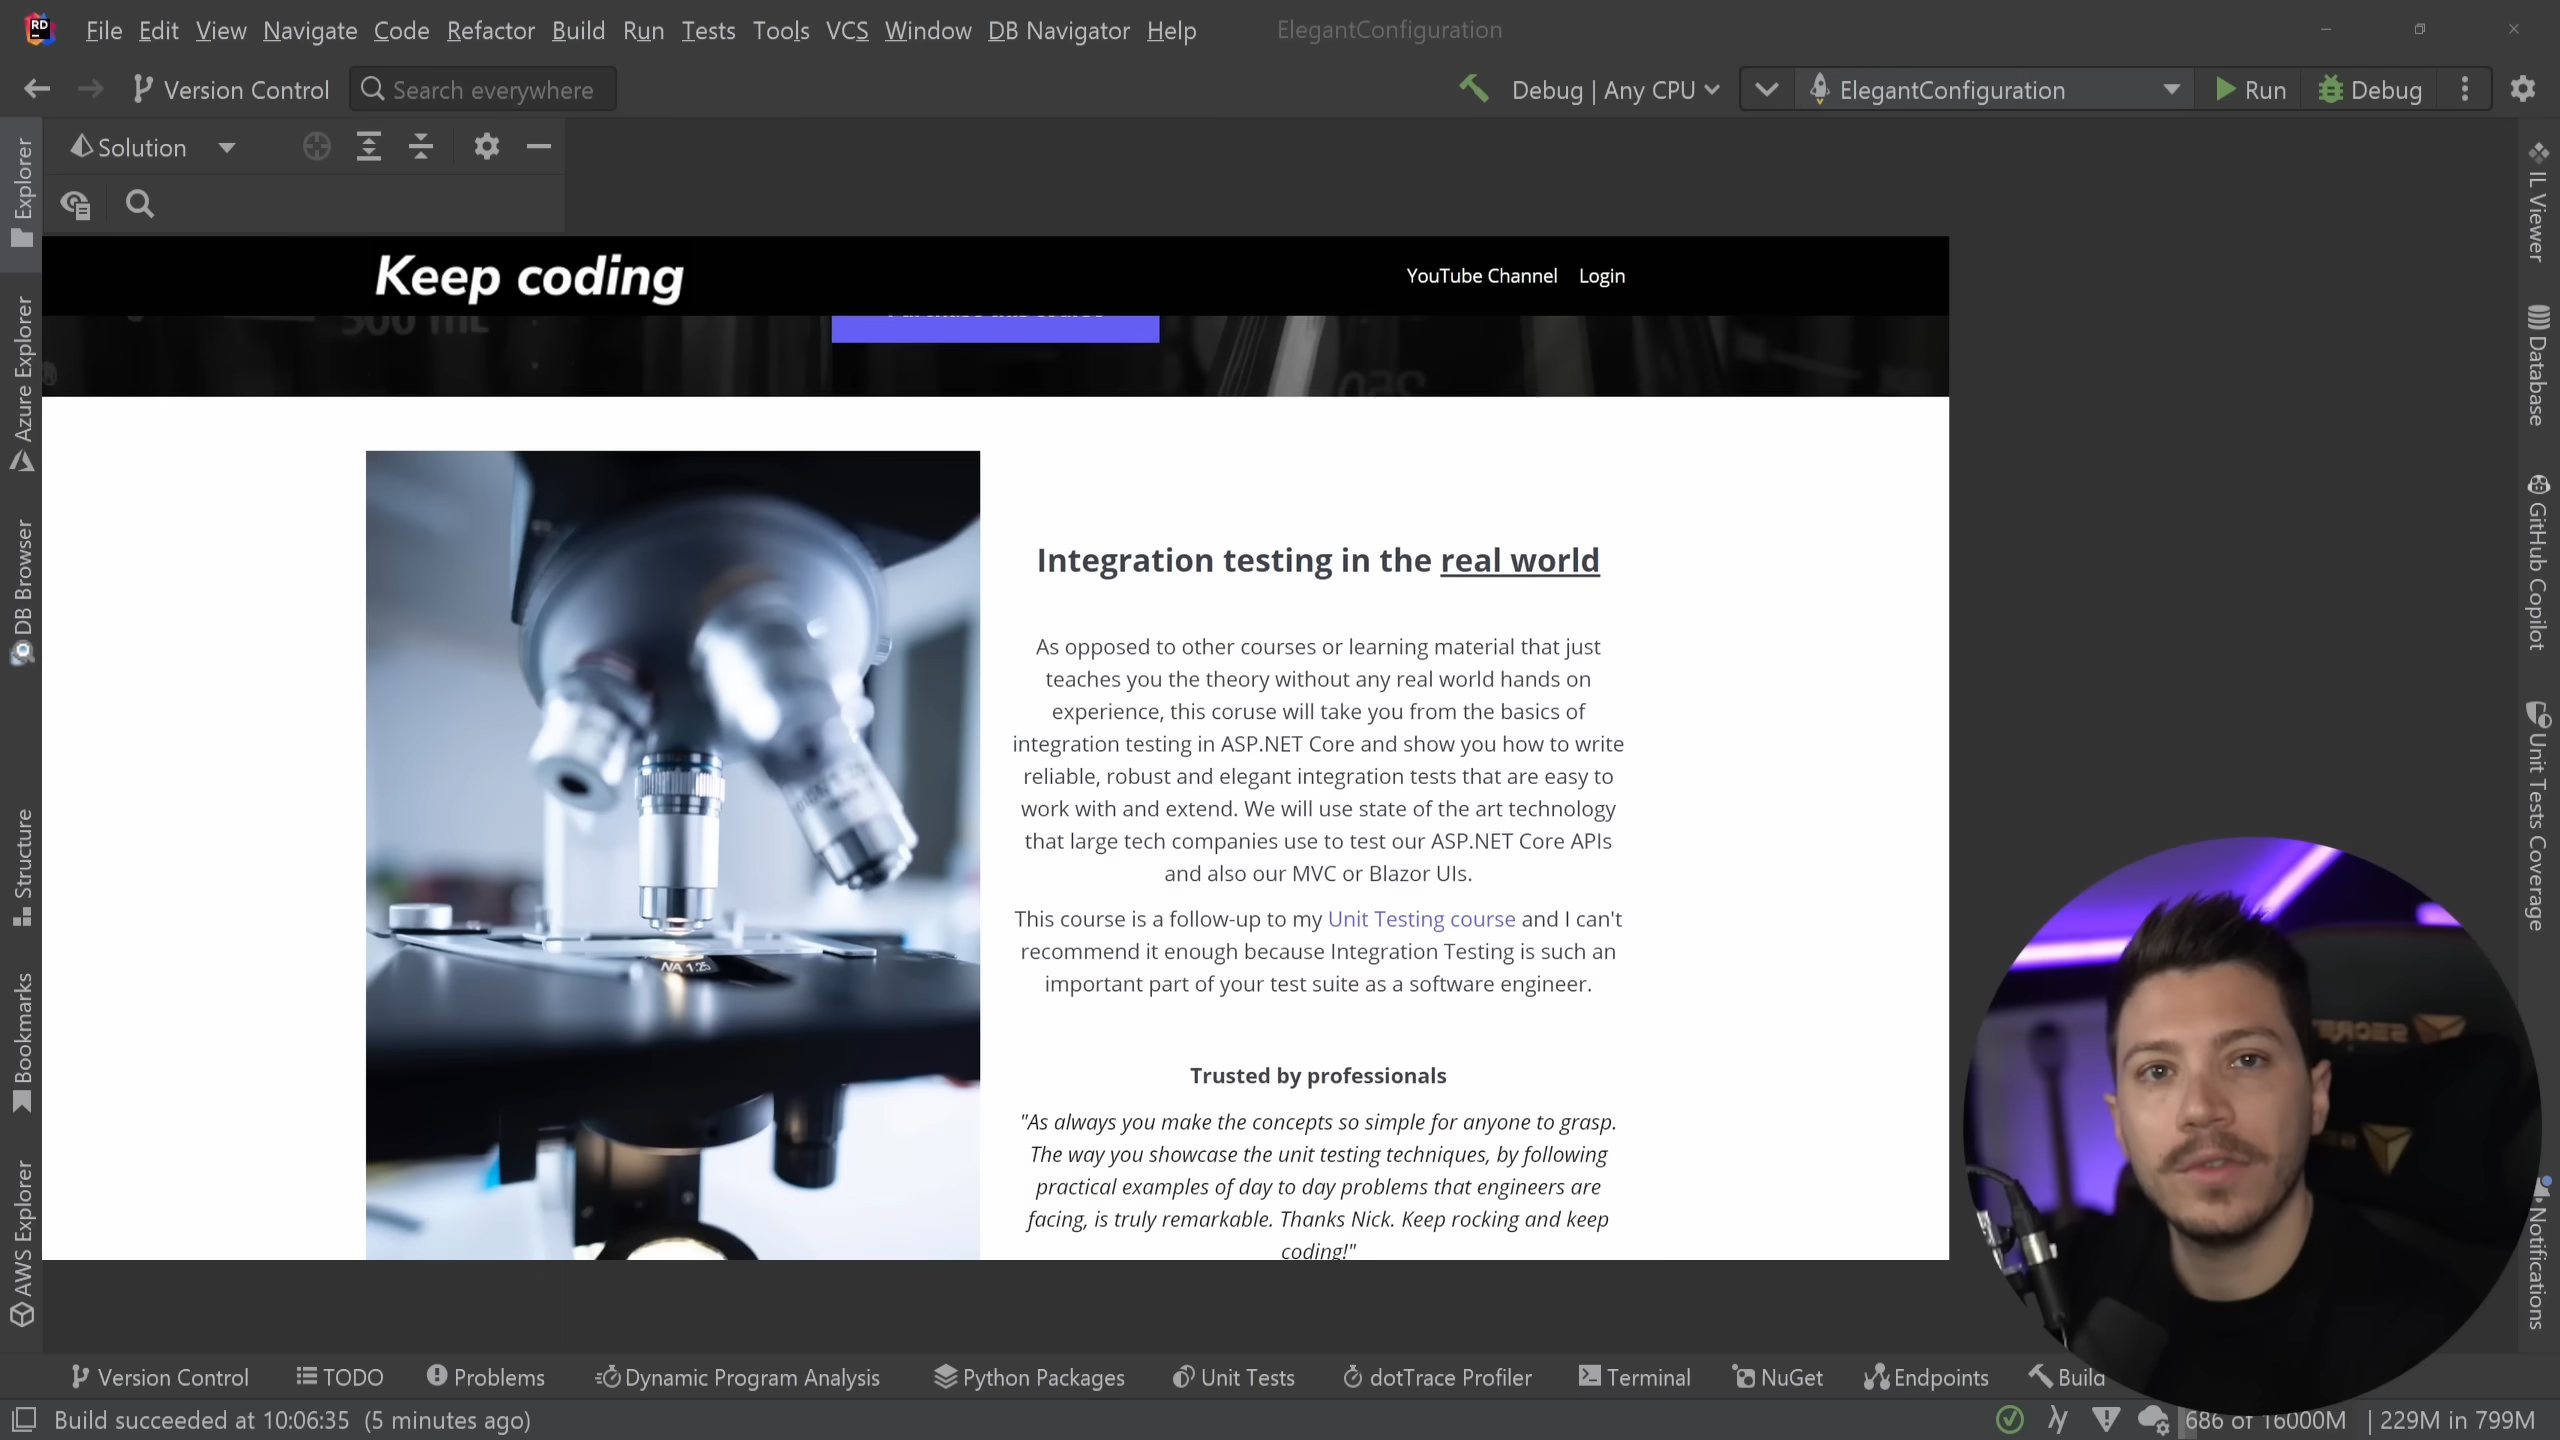 File Edit View Navigate Code Refactor Build Run Tests Tools VCS Window DB Navigator Help ElegantConfiguration
Version Control Search everywhere Debug | Any CPU ElegantConfiguration Run Debug
Solution
Explorer
Azure Explorer
DB Browser
Structure
Bookmarks
AWS Explorer
Keep coding YouTube Channel Login
500 mL
250
Integration testing in the real world
As opposed to other courses or learning material that just
teaches you the theory without any real world hands on
experience, this coruse will take you from the basics of
integration testing in ASP.NET Core and show you how to write
reliable, robust and elegant integration tests that are easy to
work with and extend. We will use state of the art technology
that large tech companies use to test our ASP.NET Core APIs
and also our MVC or Blazor UIs.
This course is a follow-up to my Unit Testing course and I can't
recommend it enough because Integration Testing is such an
important part of your test suite as a software engineer.
Trusted by professionals
"As always you make the concepts so simple for anyone to grasp.
The way you showcase the unit testing techniques, by following
practical examples of day to day problems that engineers are
facing, is truly remarkable. Thanks Nick. Keep rocking and keep
coding!"
NA 1.25
IL Viewer
Database
GitHub Copilot
Unit Tests Coverage
Notifications
Version Control TODO Problems Dynamic Program Analysis Python Packages Unit Tests dotTrace Profiler Terminal NuGet Endpoints Build
Build succeeded at 10:06:35 (5 minutes ago) 686 of 16000M | 229M in 799M